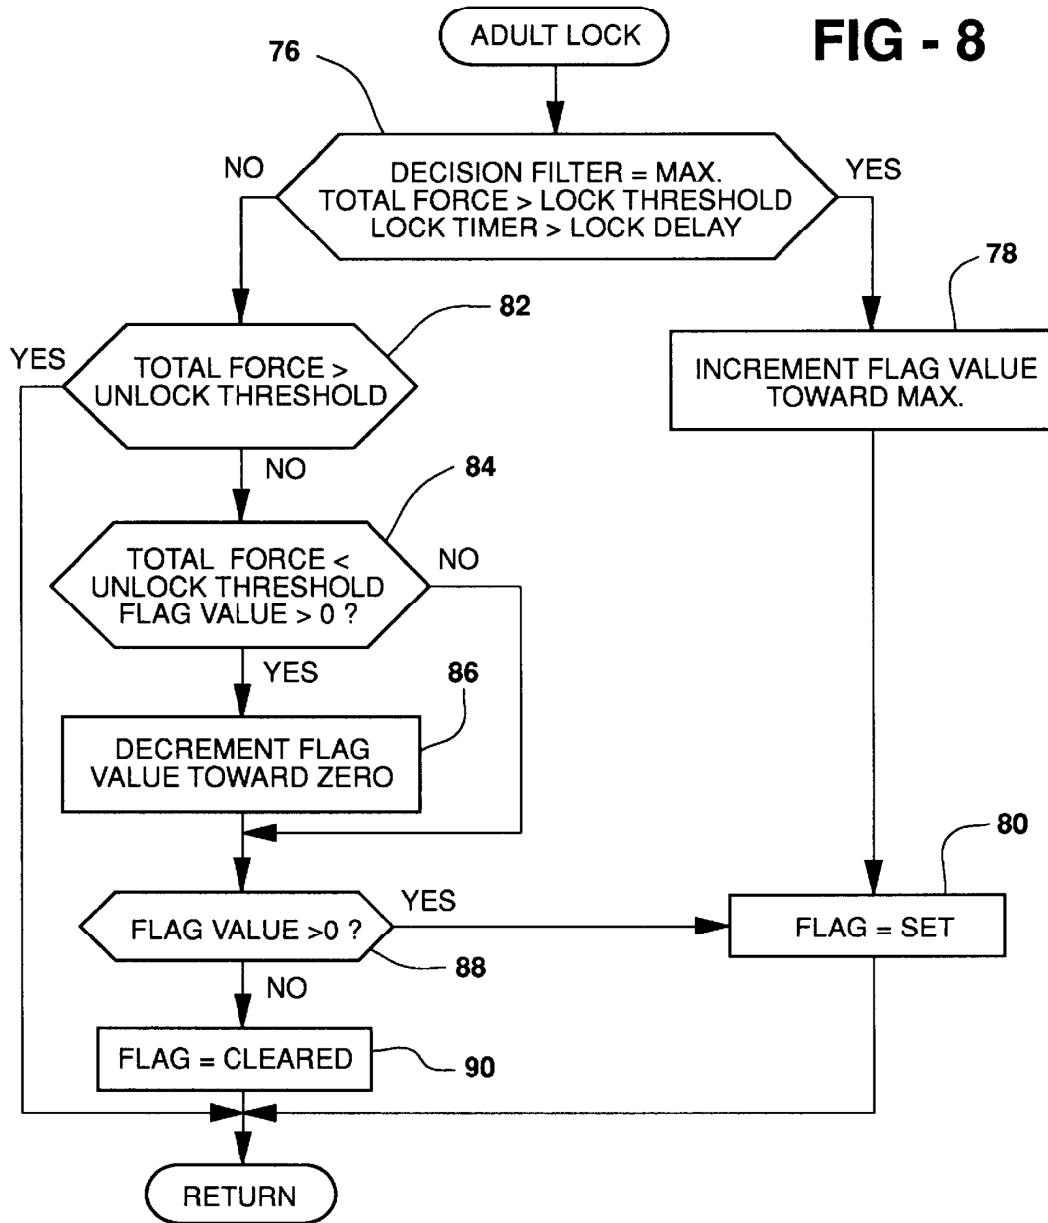 ADULT LOCK
FIG - 8
76
NO
DECISION FILTER = MAX.
TOTAL FORCE > LOCK THRESHOLD
LOCK TIMER > LOCK DELAY
YES
78
82
YES
TOTAL FORCE >
UNLOCK THRESHOLD
INCREMENT FLAG VALUE
TOWARD MAX.
NO
84
TOTAL FORCE <
UNLOCK THRESHOLD
FLAG VALUE > 0 ?
NO
YES
86
DECREMENT FLAG
VALUE TOWARD ZERO
80
FLAG VALUE >0 ?
YES
FLAG = SET
88
NO
FLAG = CLEARED
90
RETURN